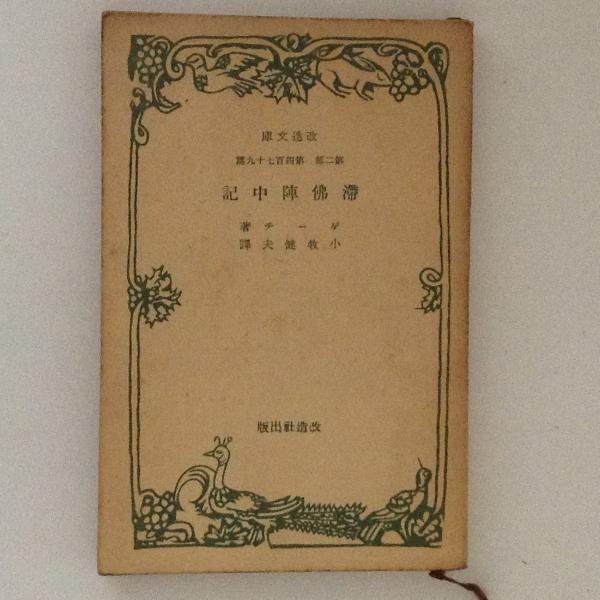 庫文造改
篇九十七百四第 部二第
記中陣佛滯
著 テーゲ
譯夫健牧小
版出社造改